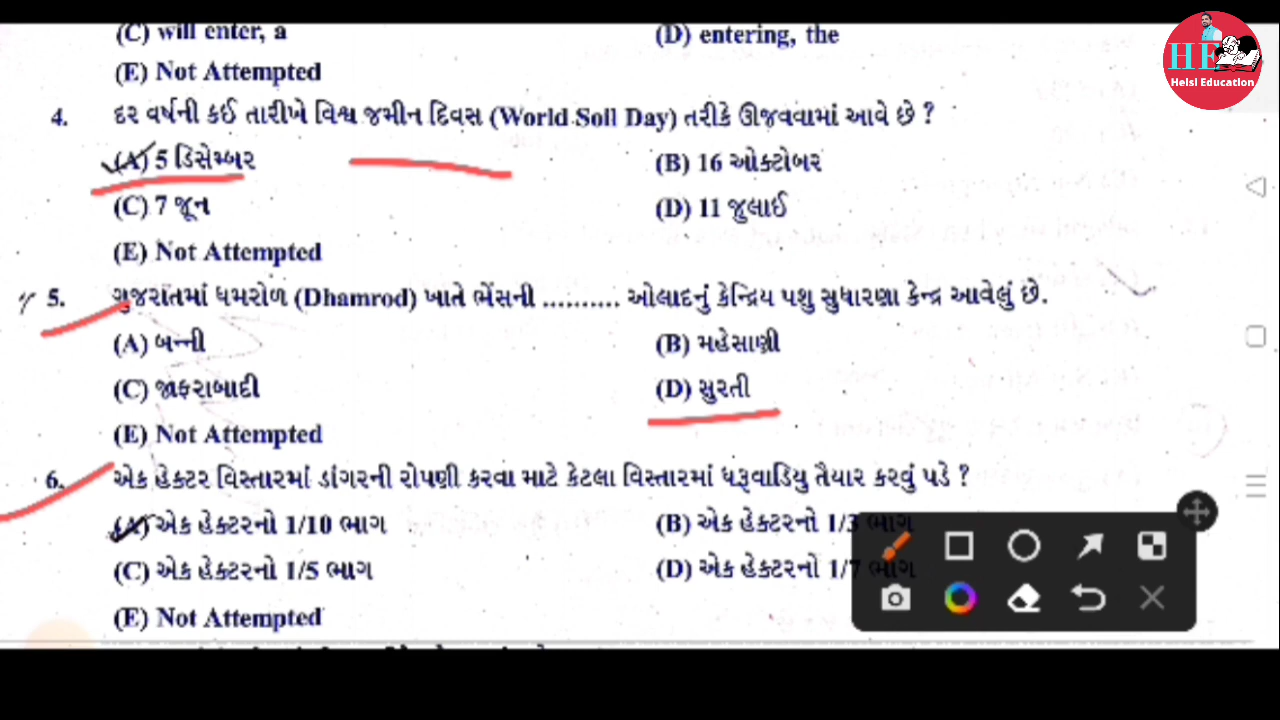 (C) will enter, a (D) entering, the
(E) Not Attempted
HE
Helsi Education
4. દર વર્ષની કઈ તારીખે વિશ્વ જમીન દિવસ (World Soll Day) તરીકે ઊજવવામાં આવે છે ?
(A) 5 ડિસેમ્બર (B) 16 ઓક્ટોબર
(C) 7 જૂન (D) 11 જુલાઈ
(E) Not Attempted
5. ગુજરાતમાં ધમરોળ (Dhamrod) ખાતે ભેંસની .......... ઓલાદનું કેન્દ્રિય પશુ સુધારણા કેન્દ્ર આવેલું છે.
(A) બન્ની (B) મહેસાણી
(C) જાફરાબાદી (D) સુરતી
(E) Not Attempted
6. એક હેક્ટર વિસ્તારમાં ડાંગરની રોપણી કરવા માટે કેટલા વિસ્તારમાં ધરૂવાડિયુ તૈયાર કરવું પડે ?
(A) એક હેક્ટરનો 1/10 ભાગ (B) એક હેક્ટરનો 1/3 ભાગ
(C) એક હેક્ટરનો 1/5 ભાગ (D) એક હેક્ટરનો 1/7 ભાગ
(E) Not Attempted